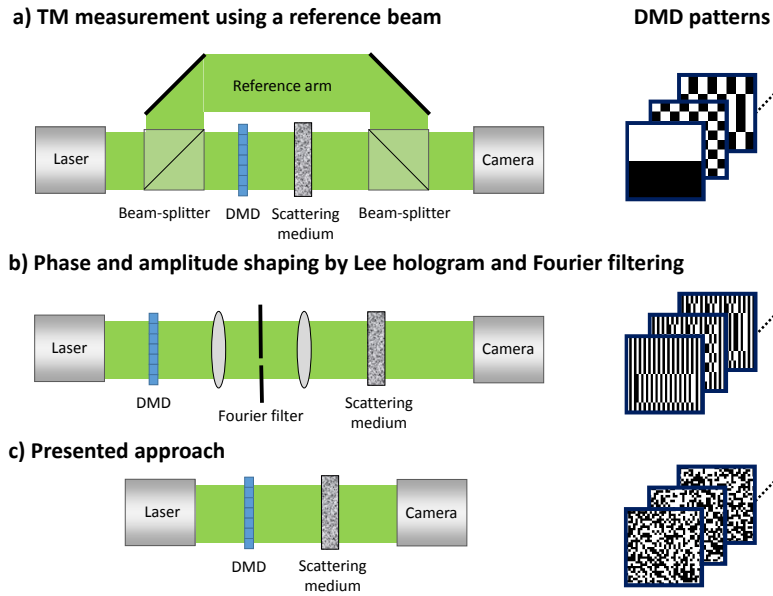 a) TM measurement using a reference beam
DMD patterns
Reference arm
Laser
Camera
Beam-splitter
DMD
Scattering
medium
Beam-splitter
b) Phase and amplitude shaping by Lee hologram and Fourier filtering
Laser
Camera
DMD
Fourier filter
Scattering
medium
c) Presented approach
Laser
Camera
DMD
Scattering
medium